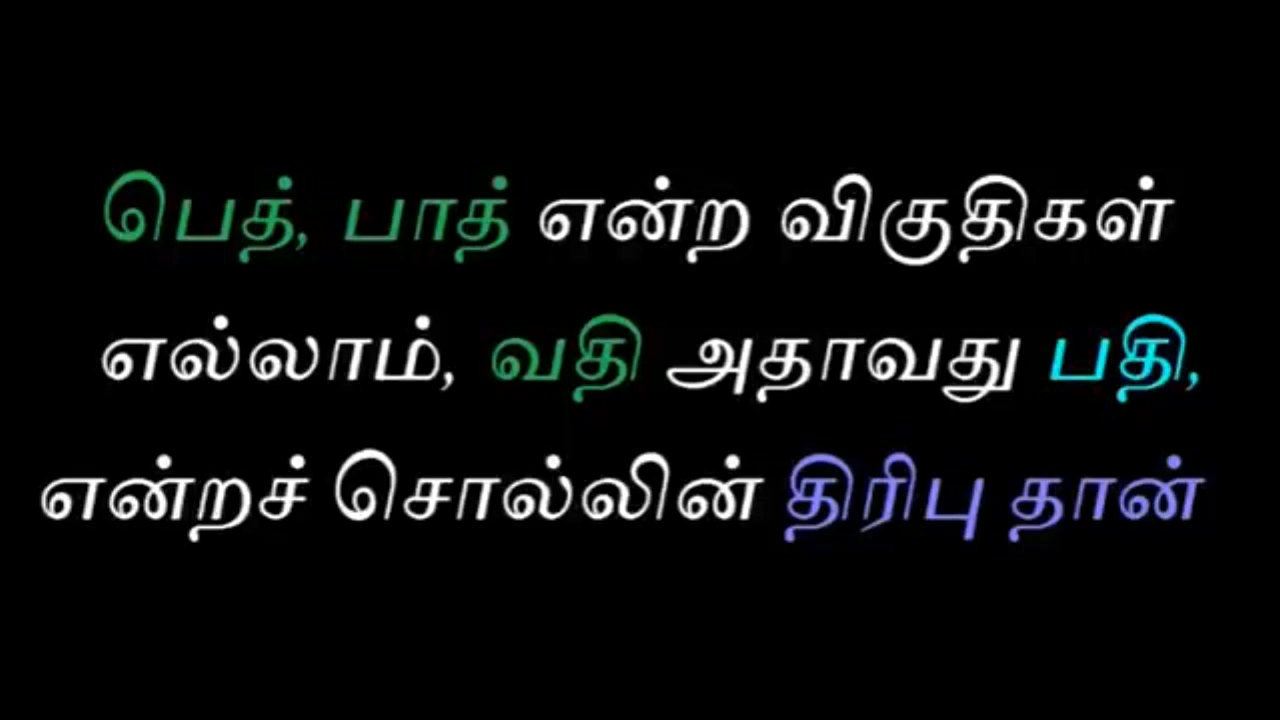 பெத், பாத் என்ற விகுதிகள்
எல்லாம், வதி அதாவது பதி,
என்றச் சொல்லின் திரிபு தான்